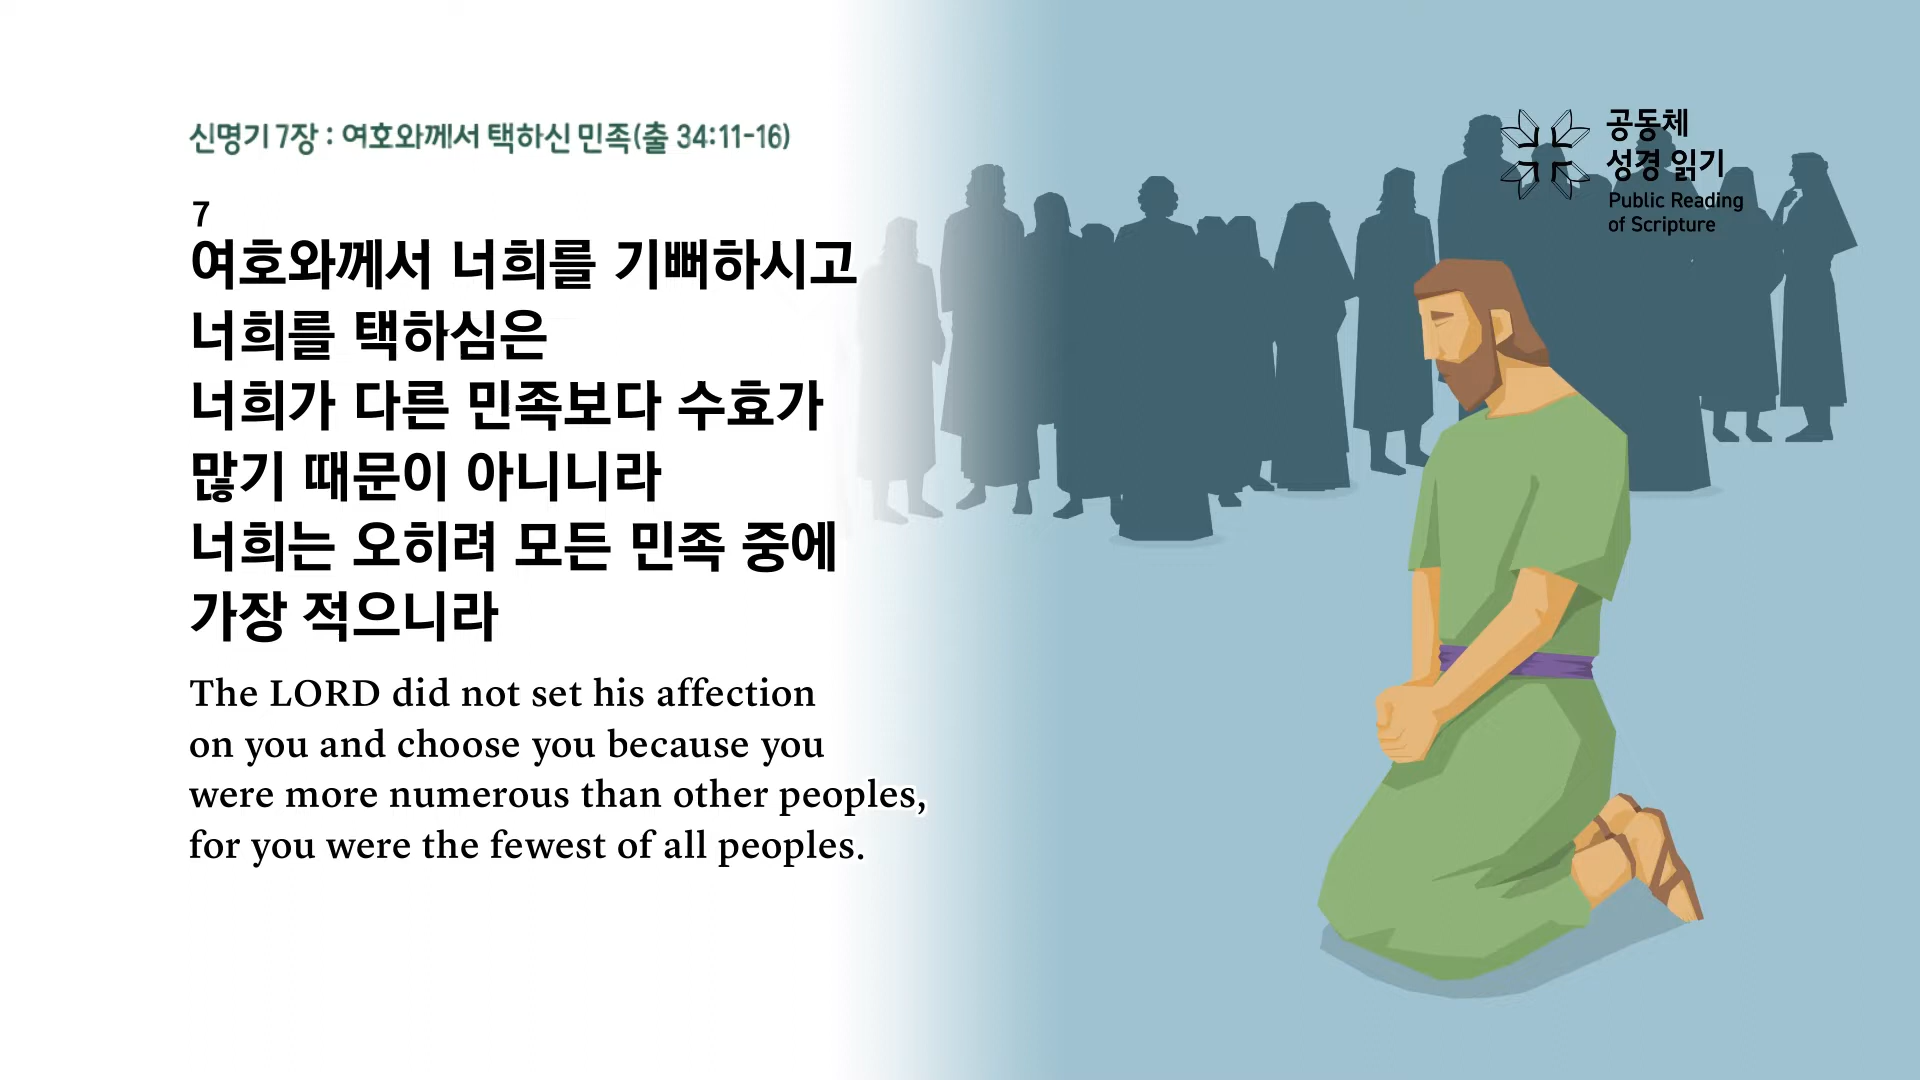 신명기 7장 : 여호와께서 택하신 민족(출 34:11-16)
7
여호와께서 너희를 기뻐하시고
너희를 택하심은
너희가 다른 민족보다 수효가
많기 때문이 아니니라
너희는 오히려 모든 민족 중에
가장 적으니라
The LORD did not set his affection
on you and choose you because you
were more numerous than other peoples,
for you were the fewest of all peoples.
공동체
성경 읽기
Public Reading
of Scripture